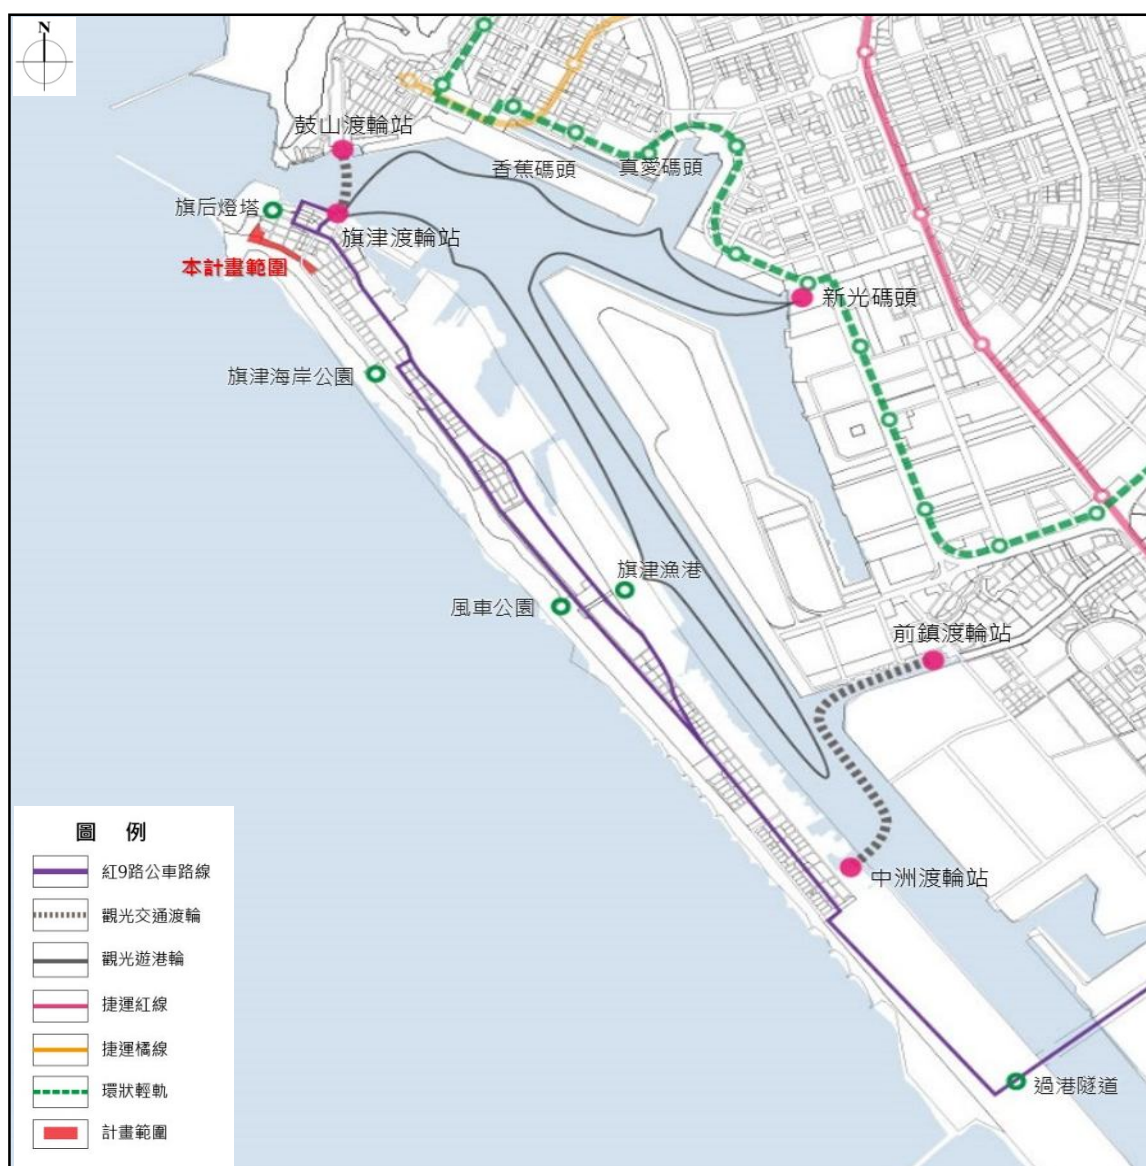 N
鼓山渡輪站
香蕉碼頭
真愛碼頭
旗后燈塔
旗津渡輪站
本計畫範圍
新光碼頭
旗津海岸公園
旗津漁港
風車公園
前鎮渡輪站
中洲渡輪站
過港隧道
圖 例
紅9路公車路線
觀光交通渡輪
觀光遊港輪
捷運紅線
捷運橘線
環狀輕軌
計畫範圍